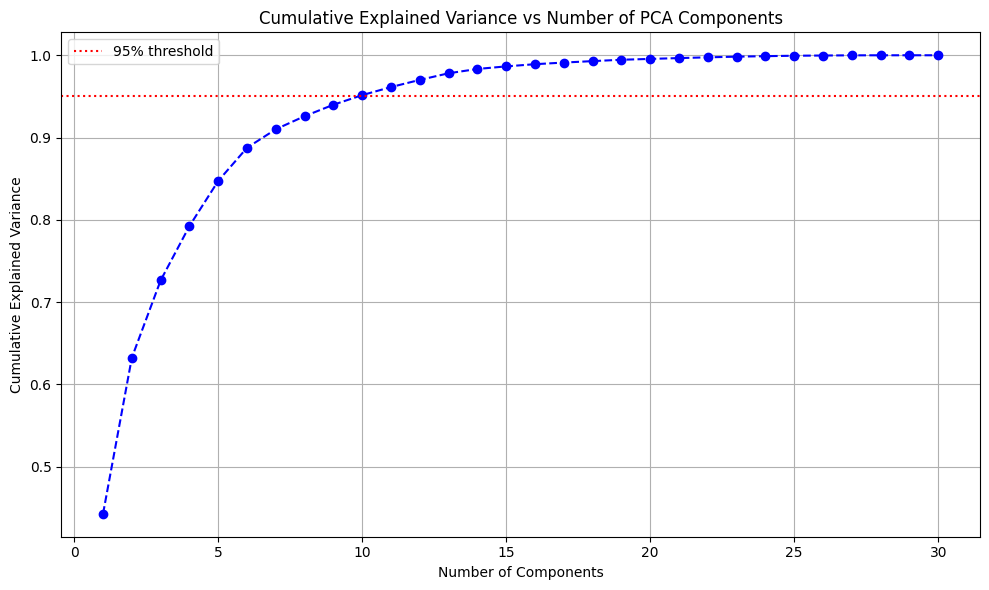 Cumulative Explained Variance vs Number of PCA Components
95% threshold
Cumulative Explained Variance
1.0
0.9
0.8
0.7
0.6
0.5
0 5 10 15 20 25 30
Number of Components